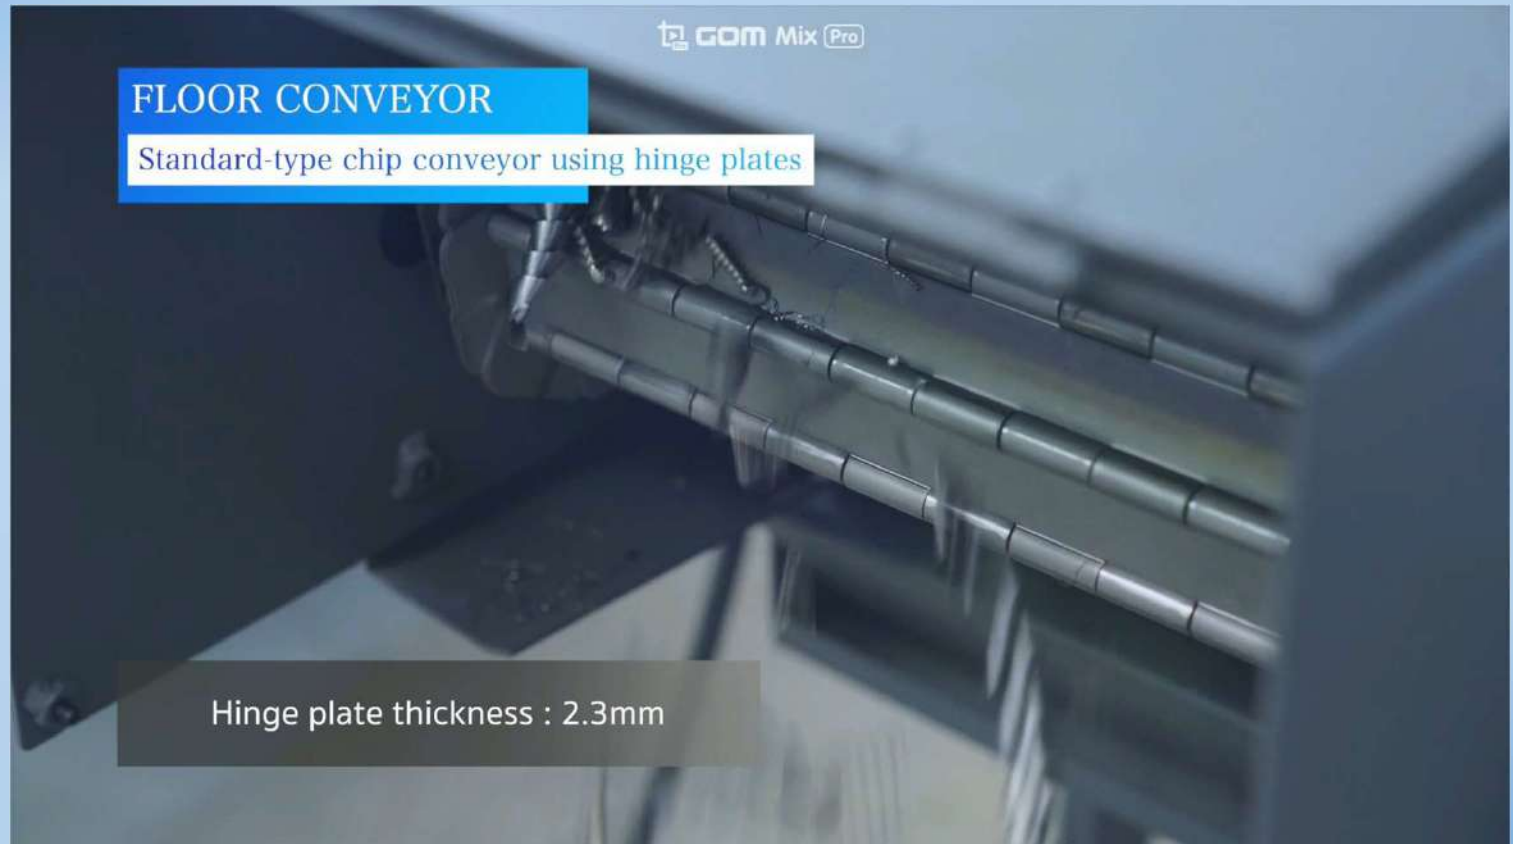 GOM Mix Pro
FLOOR CONVEYOR
Standard-type chip conveyor using hinge plates
Hinge plate thickness : 2.3mm